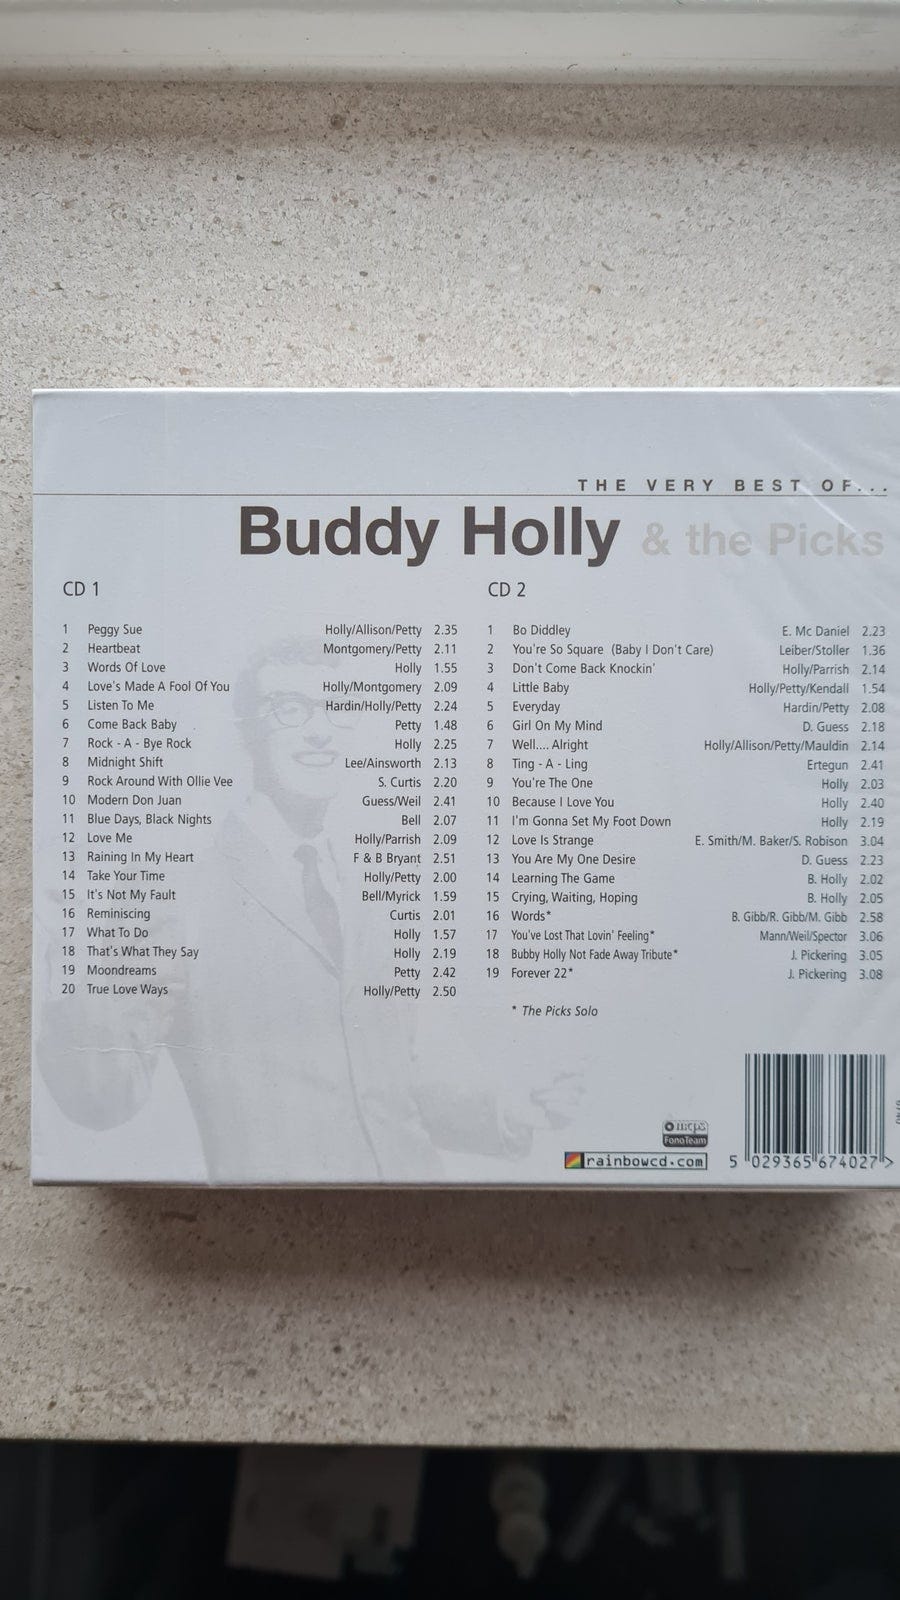 THE VERY BEST OF...
Buddy Holly & the Picks
CD 1
1 Peggy Sue Holly/Allison/Petty 2.35
2 Heartbeat Montgomery/Petty 2.11
3 Words Of Love Holly 1.55
4 Love's Made A Fool Of You Holly/Montgomery 2.09
5 Listen To Me Hardin/Holly/Petty 2.24
6 Come Back Baby Petty 1.48
7 Rock - A - Bye Rock Holly 2.25
8 Midnight Shift Lee/Ainsworth 2.13
9 Rock Around With Ollie Vee S. Curtis 2.20
10 Modern Don Juan Guess/Weil 2.41
11 Blue Days, Black Nights Bell 2.07
12 Love Me Holly/Parrish 2.09
13 Raining In My Heart F & B Bryant 2.51
14 Take Your Time Holly/Petty 2.00
15 It's Not My Fault Bell/Myrick 1.59
16 Reminiscing Curtis 2.01
17 What To Do Holly 1.57
18 That's What They Say Holly 2.19
19 Moondreams Petty 2.42
20 True Love Ways Holly/Petty 2.50
CD 2
1 Bo Diddley E. Mc Daniel 2.23
2 You're So Square (Baby I Don't Care) Leiber/Stoller 1.36
3 Don't Come Back Knockin' Holly/Parrish 2.14
4 Little Baby Holly/Petty/Kendall 1.54
5 Everyday Hardin/Petty 2.08
6 Girl On My Mind D. Guess 2.18
7 Well.... Alright Holly/Allison/Petty/Mauldin 2.14
8 Ting - A - Ling Ertegun 2.41
9 You're The One Holly 2.03
10 Because I Love You Holly 2.40
11 I'm Gonna Set My Foot Down Holly 2.19
12 Love Is Strange E. Smith/M. Baker/S. Robison 3.04
13 You Are My One Desire D. Guess 2.23
14 Learning The Game B. Holly 2.02
15 Crying, Waiting, Hoping B. Holly 2.05
16 Words* B. Gibb/R. Gibb/M. Gibb 2.58
17 You've Lost That Lovin' Feeling* Mann/Weil/Spector 3.06
18 Bubby Holly Not Fade Away Tribute* J. Pickering 3.05
19 Forever 22* J. Pickering 3.08
* The Picks Solo
mcps
FonoTeam
rainbowcd.com
5 029365 674027 >